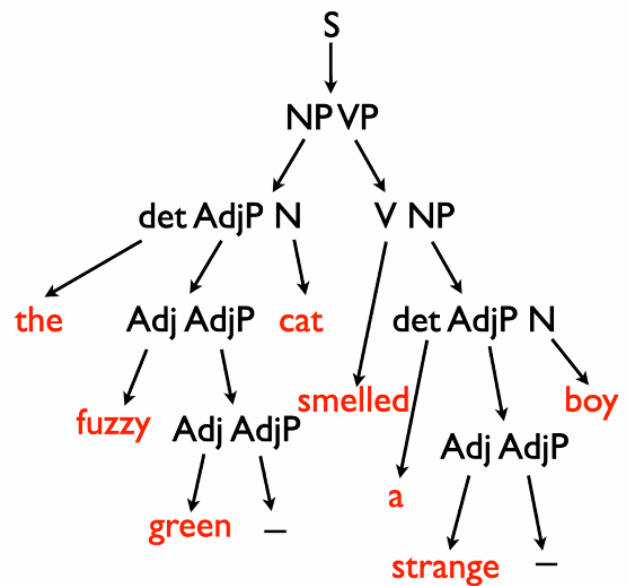 S
NP VP
det AdjP N V NP
the Adj AdjP cat det AdjP N
fuzzy Adj AdjP smelled boy
Adj AdjP
green – a
strange –